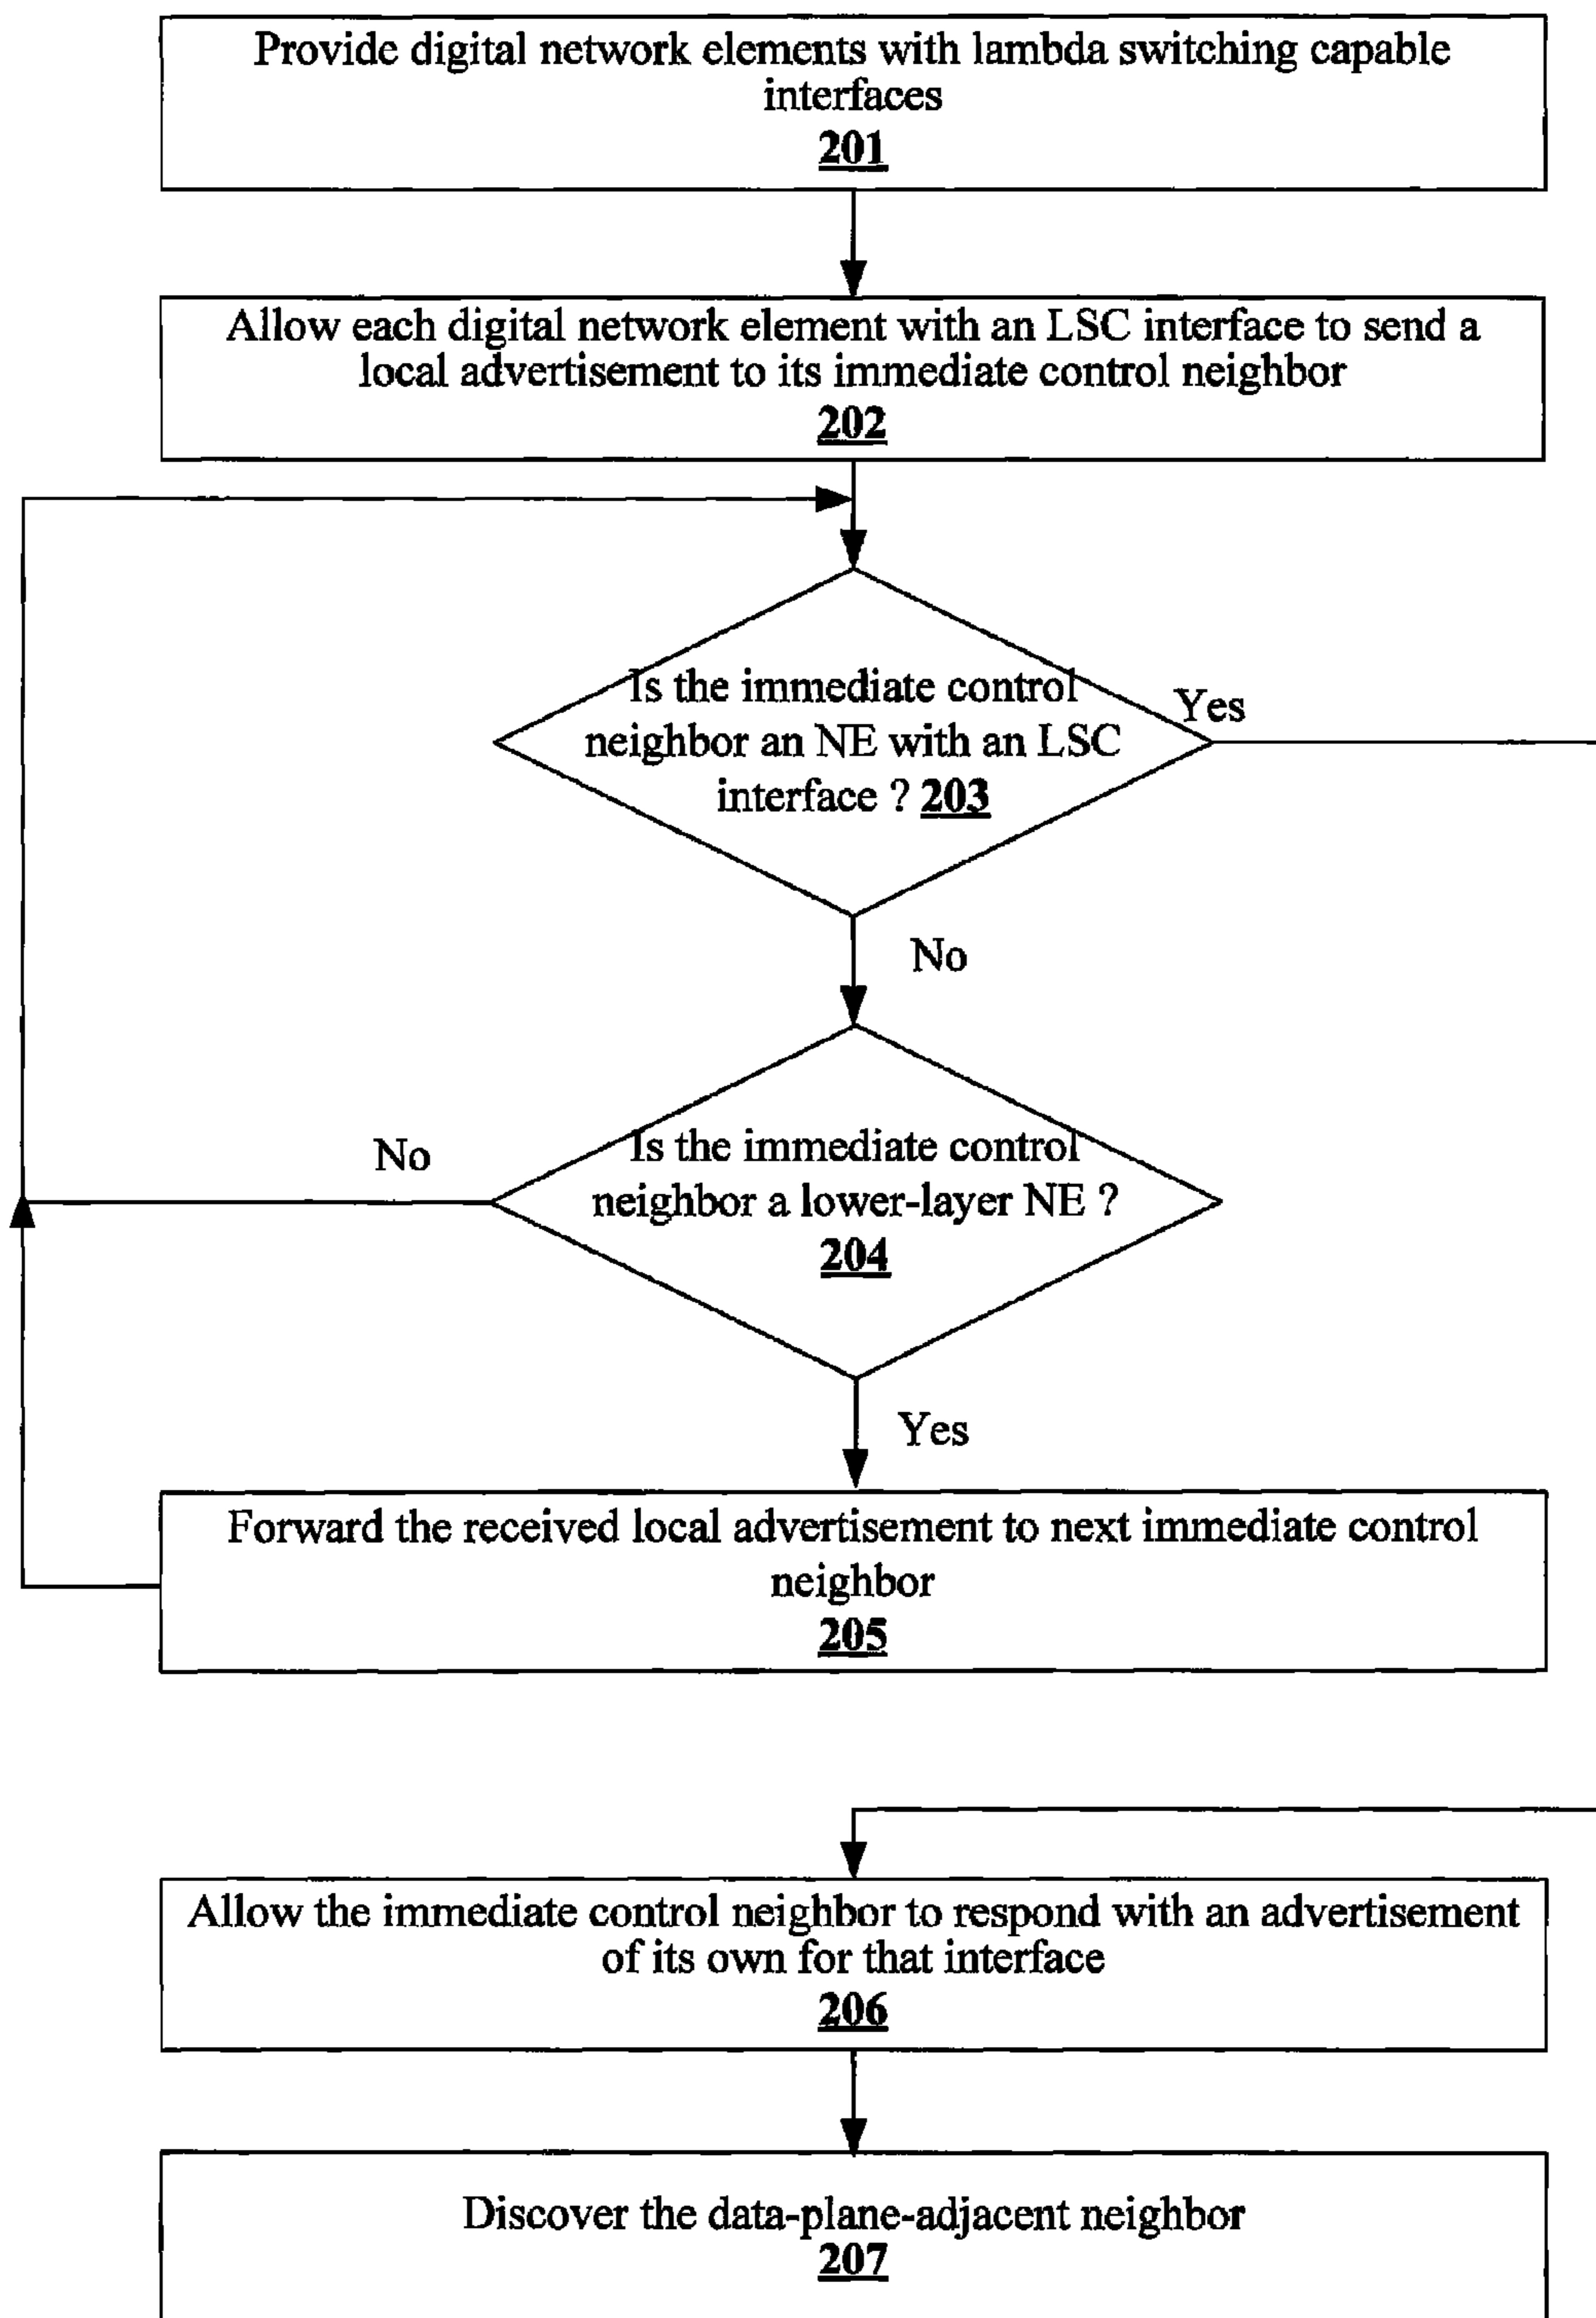 Provide digital network elements with lambda switching capable
interfaces
201
Allow each digital network element with an LSC interface to send a
local advertisement to its immediate control neighbor
202
Is the immediate control
neighbor an NE with an LSC
interface ? 203
Yes
No
Is the immediate control
neighbor a lower-layer NE ?
204
No
Yes
Forward the received local advertisement to next immediate control
neighbor
205
Allow the immediate control neighbor to respond with an advertisement
of its own for that interface
206
Discover the data-plane-adjacent neighbor
207